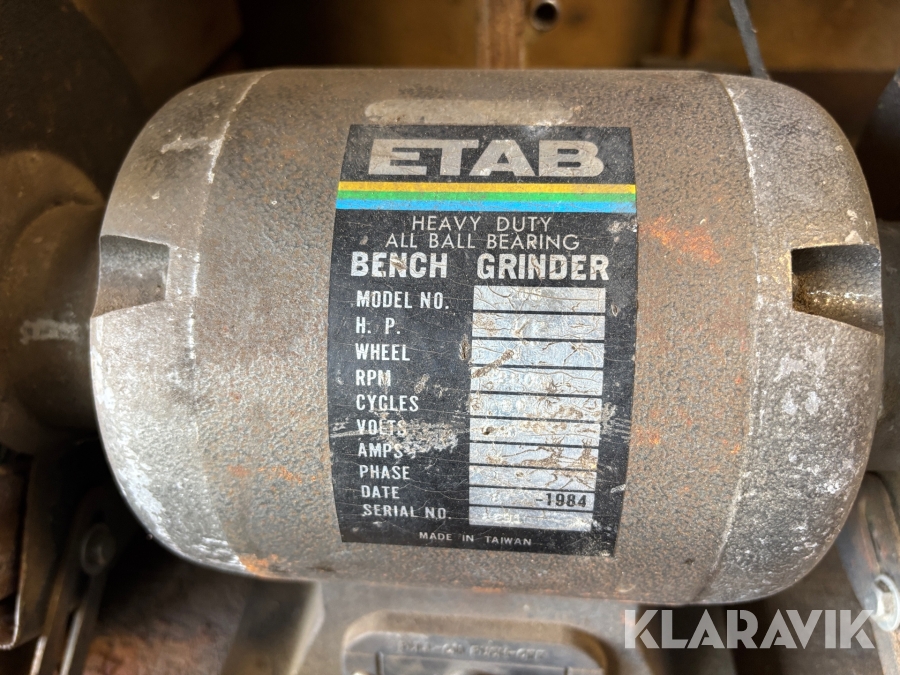 ETAB
HEAVY DUTY
ALL BALL BEARING
BENCH GRINDER
MODEL NO.
H. P.
WHEEL
RPM
CYCLES
VOLTS
AMPS
PHASE
DATE -1984
SERIAL NO.
MADE IN TAIWAN
KLARAVIK